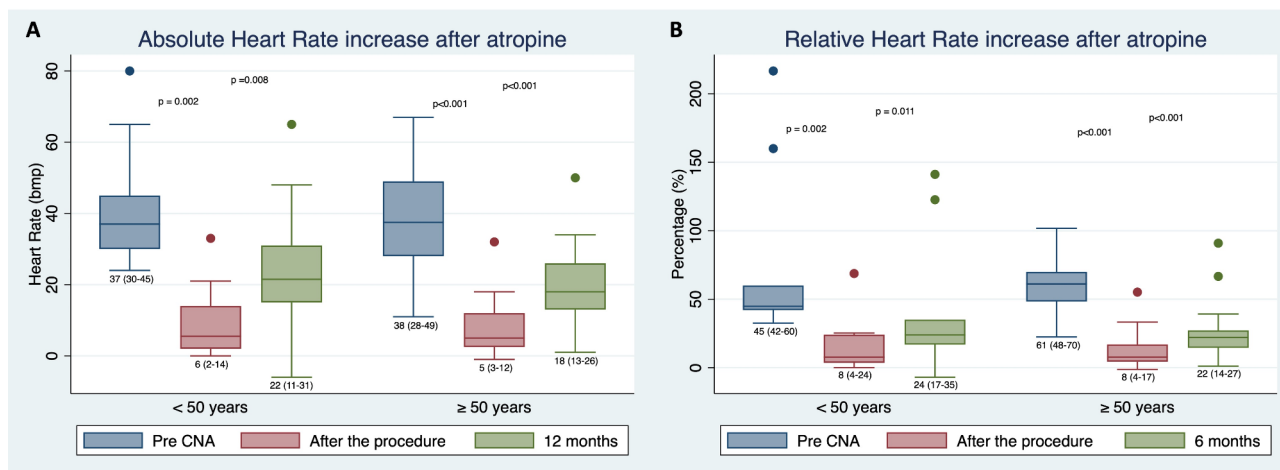 A
Absolute Heart Rate increase after atropine
Heart Rate (bmp)
80
60
40
20
0
p = 0.002
p =0.008
p<0.001
p<0.001
37 (30-45)
6 (2-14)
22 (11-31)
38 (28-49)
5 (3-12)
18 (13-26)
< 50 years
≥ 50 years
Pre CNA
After the procedure
12 months
B
Relative Heart Rate increase after atropine
Percentage (%)
200
150
100
50
0
p = 0.002
p = 0.011
p<0.001
p<0.001
45 (42-60)
8 (4-24)
24 (17-35)
61 (48-70)
8 (4-17)
22 (14-27)
< 50 years
≥ 50 years
Pre CNA
After the procedure
6 months